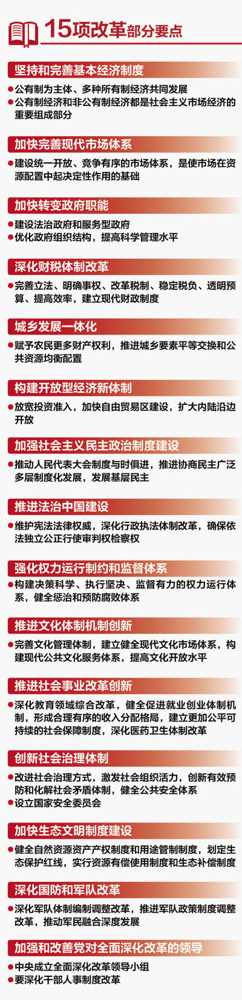 15项改革部分要点
坚持和完善基本经济制度
●公有制为主体、多种所有制经济共同发展
●公有制经济和非公有制经济都是社会主义市场经济的
重要组成部分
加快完善现代市场体系
●建设统一开放、竞争有序的市场体系，是使市场在资
源配置中起决定性作用的基础
加快转变政府职能
●建设法治政府和服务型政府
●优化政府组织结构，提高科学管理水平
深化财税体制改革
●完善立法、明确事权、改革税制、稳定税负、透明预
算、提高效率，建立现代财政制度
城乡发展一体化
●赋予农民更多财产权利，推进城乡要素平等交换和公
共资源均衡配置
构建开放型经济新体制
●放宽投资准入，加快自由贸易区建设，扩大内陆沿边
开放
加强社会主义民主政治制度建设
●推动人民代表大会制度与时俱进，推进协商民主广泛
多层制度化发展，发展基层民主
推进法治中国建设
●维护宪法法律权威，深化行政执法体制改革，确保依
法独立公正行使审判权检察权
强化权力运行制约和监督体系
●构建决策科学、执行坚决、监督有力的权力运行体
系，健全惩治和预防腐败体系
推进文化体制机制创新
●完善文化管理体制，建立健全现代文化市场体系，构
建现代公共文化服务体系，提高文化开放水平
推进社会事业改革创新
●深化教育领域综合改革，健全促进就业创业体制机
制，形成合理有序的收入分配格局，建立更加公平可
持续的社会保障制度，深化医药卫生体制改革
创新社会治理体制
●改进社会治理方式，激发社会组织活力，创新有效预
防和化解社会矛盾体制，健全公共安全体系
●设立国家安全委员会
加快生态文明制度建设
●健全自然资源资产产权制度和用途管制制度，划定生
态保护红线，实行资源有偿使用制度和生态补偿制度
深化国防和军队改革
●深化军队体制编制调整改革，推进军队政策制度调整
改革，推动军民融合深度发展
加强和改善党对全面深化改革的领导
●中央成立全面深化改革领导小组
●要深化干部人事制度改革